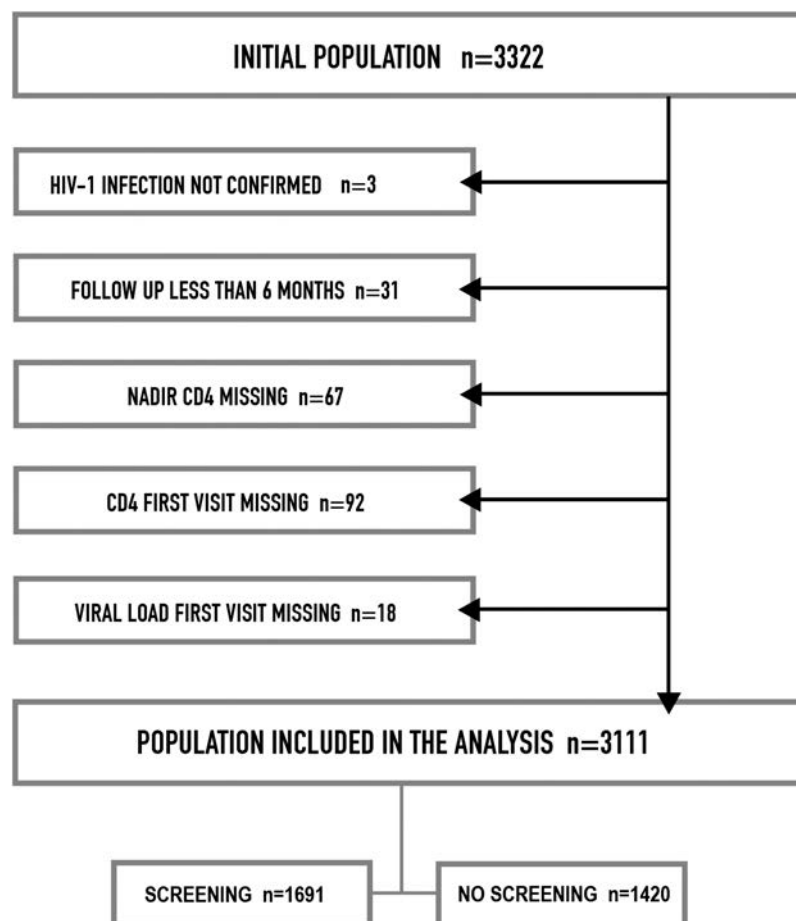 INITIAL POPULATION n=3322
HIV-1 INFECTION NOT CONFIRMED n=3
FOLLOW UP LESS THAN 6 MONTHS n=31
NADIR CD4 MISSING n=67
CD4 FIRST VISIT MISSING n=92
VIRAL LOAD FIRST VISIT MISSING n=18
POPULATION INCLUDED IN THE ANALYSIS n=3111
SCREENING n=1691
NO SCREENING n=1420